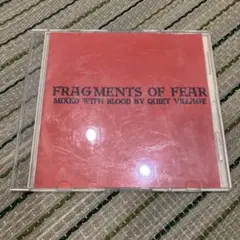 FRAGMENTS OF FEAR
MIXED WITH BLOOD BY QUIET VILLAGE